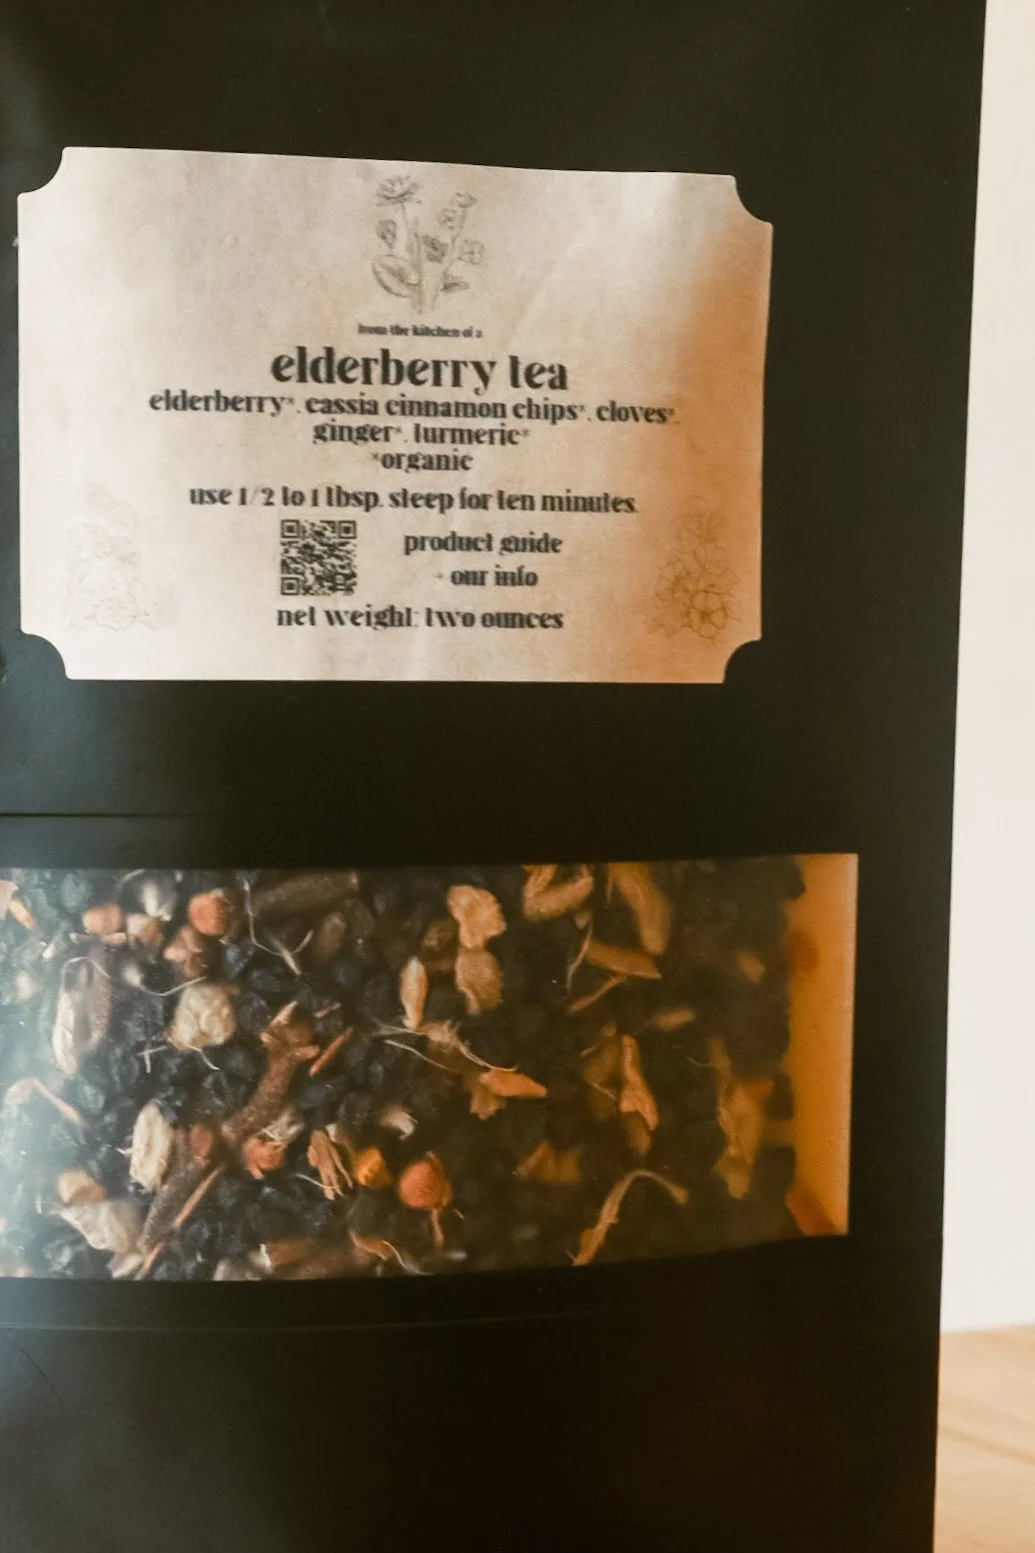 from the kitchen of a
elderberry tea
elderberry*, cassia cinnamon chips*, cloves*,
ginger*, turmeric*
*organic
use 1/2 to 1 tbsp. steep for ten minutes.
product guide
+ our info
net weight: two ounces